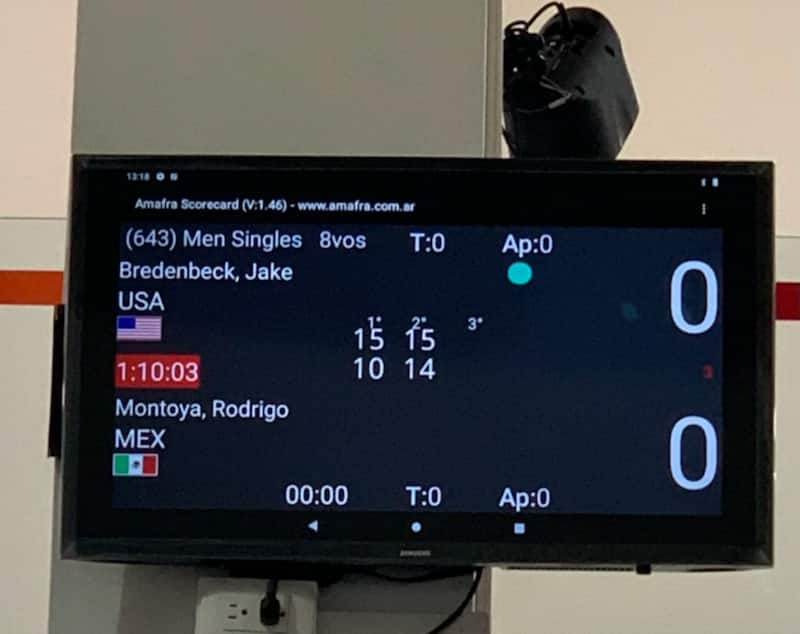 13:18
Amafra Scorecard (V:1.46) - www.amafra.com.ar
(643) Men Singles 8vos T:0 Ap:0
Bredenbeck, Jake
0
USA
1° 2° 3°
15 15
1:10:03 10 14 3
Montoya, Rodrigo
MEX
0
00:00 T:0 Ap:0
SAMSUNG